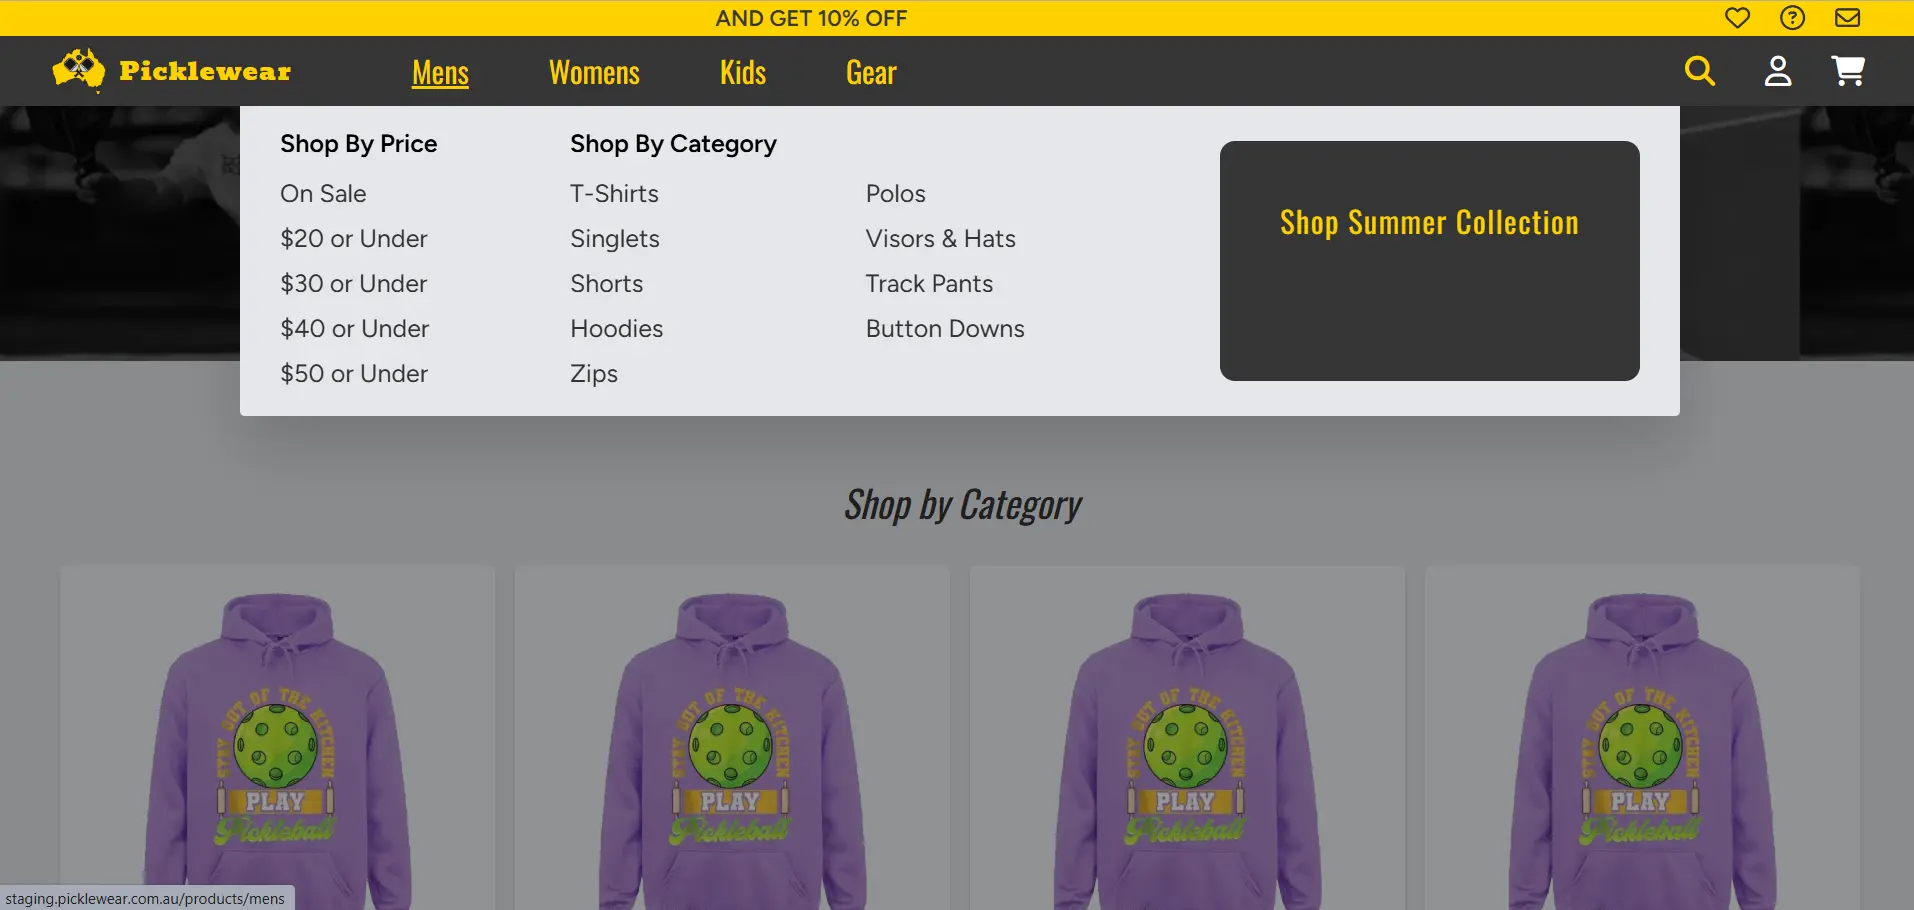 AND GET 10% OFF
Picklewear
Mens
Womens
Kids
Gear
Shop By Price
On Sale
$20 or Under
$30 or Under
$40 or Under
$50 or Under
Shop By Category
T-Shirts
Singlets
Shorts
Hoodies
Zips
Polos
Visors & Hats
Track Pants
Button Downs
Shop Summer Collection
Shop by Category
STAY OUT OF THE KITCHEN
PLAY
Pickleball
STAY OUT OF THE KITCHEN
PLAY
Pickleball
STAY OUT OF THE KITCHEN
PLAY
Pickleball
STAY OUT OF THE KITCHEN
PLAY
Pickleball
staging.picklewear.com.au/products/mens